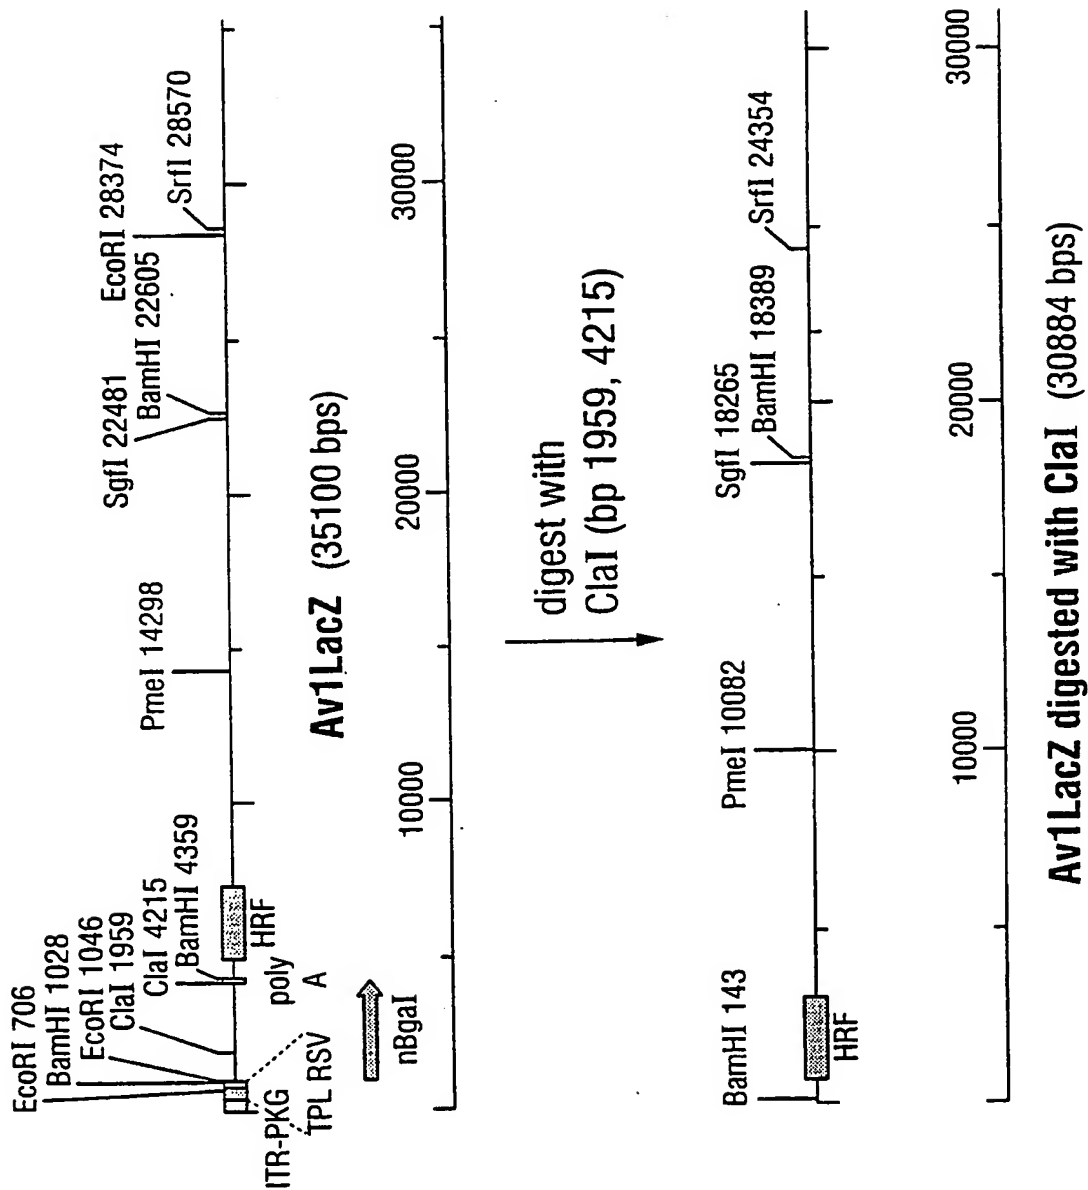 EcoRI 706
BamHI 1028
EcoRI 1046
ClaI 1959
ClaI 4215
BamHI 4359
PmeI 14298
SgfI 22481
BamHI 22605
EcoRI 28374
SrfI 28570
ITR-PKG
TPL RSV
poly
A
HRF
nBgaI
Av1LacZ (35100 bps)
10000
20000
30000
digest with
ClaI (bp 1959, 4215)
BamHI 143
PmeI 10082
SgfI 18265
BamHI 18389
SrfI 24354
HRF
10000
20000
30000
Av1LacZ digested with ClaI (30884 bps)